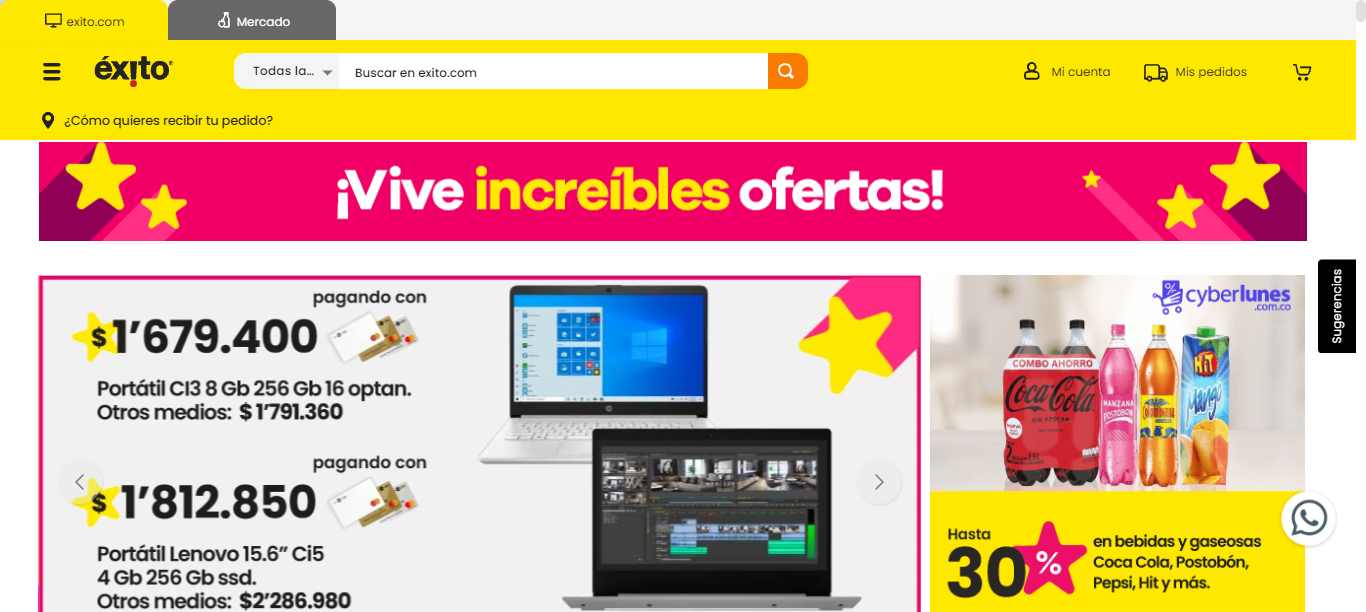 exito.com
Mercado
éxito
Todas la...
Buscar en exito.com
Mi cuenta
Mis pedidos
¿Cómo quieres recibir tu pedido?
¡Vive increíbles ofertas!
Sugerencias
pagando con
$ 1’679.400
Portátil CI3 8 Gb 256 Gb 16 optan.
Otros medios: $ 1’791.360
pagando con
$ 1’812.850
Portátil Lenovo 15.6” Ci5
4 Gb 256 Gb ssd.
Otros medios: $2’286.980
cyberlunes
.com.co
COMBO AHORRO
Coca-Cola
SIN AZÚCAR
MANZANA
POSTOBÓN
Colombiana
HIT
Mango
Hasta
30%
en bebidas y gaseosas
Coca Cola, Postobón,
Pepsi, Hit y más.